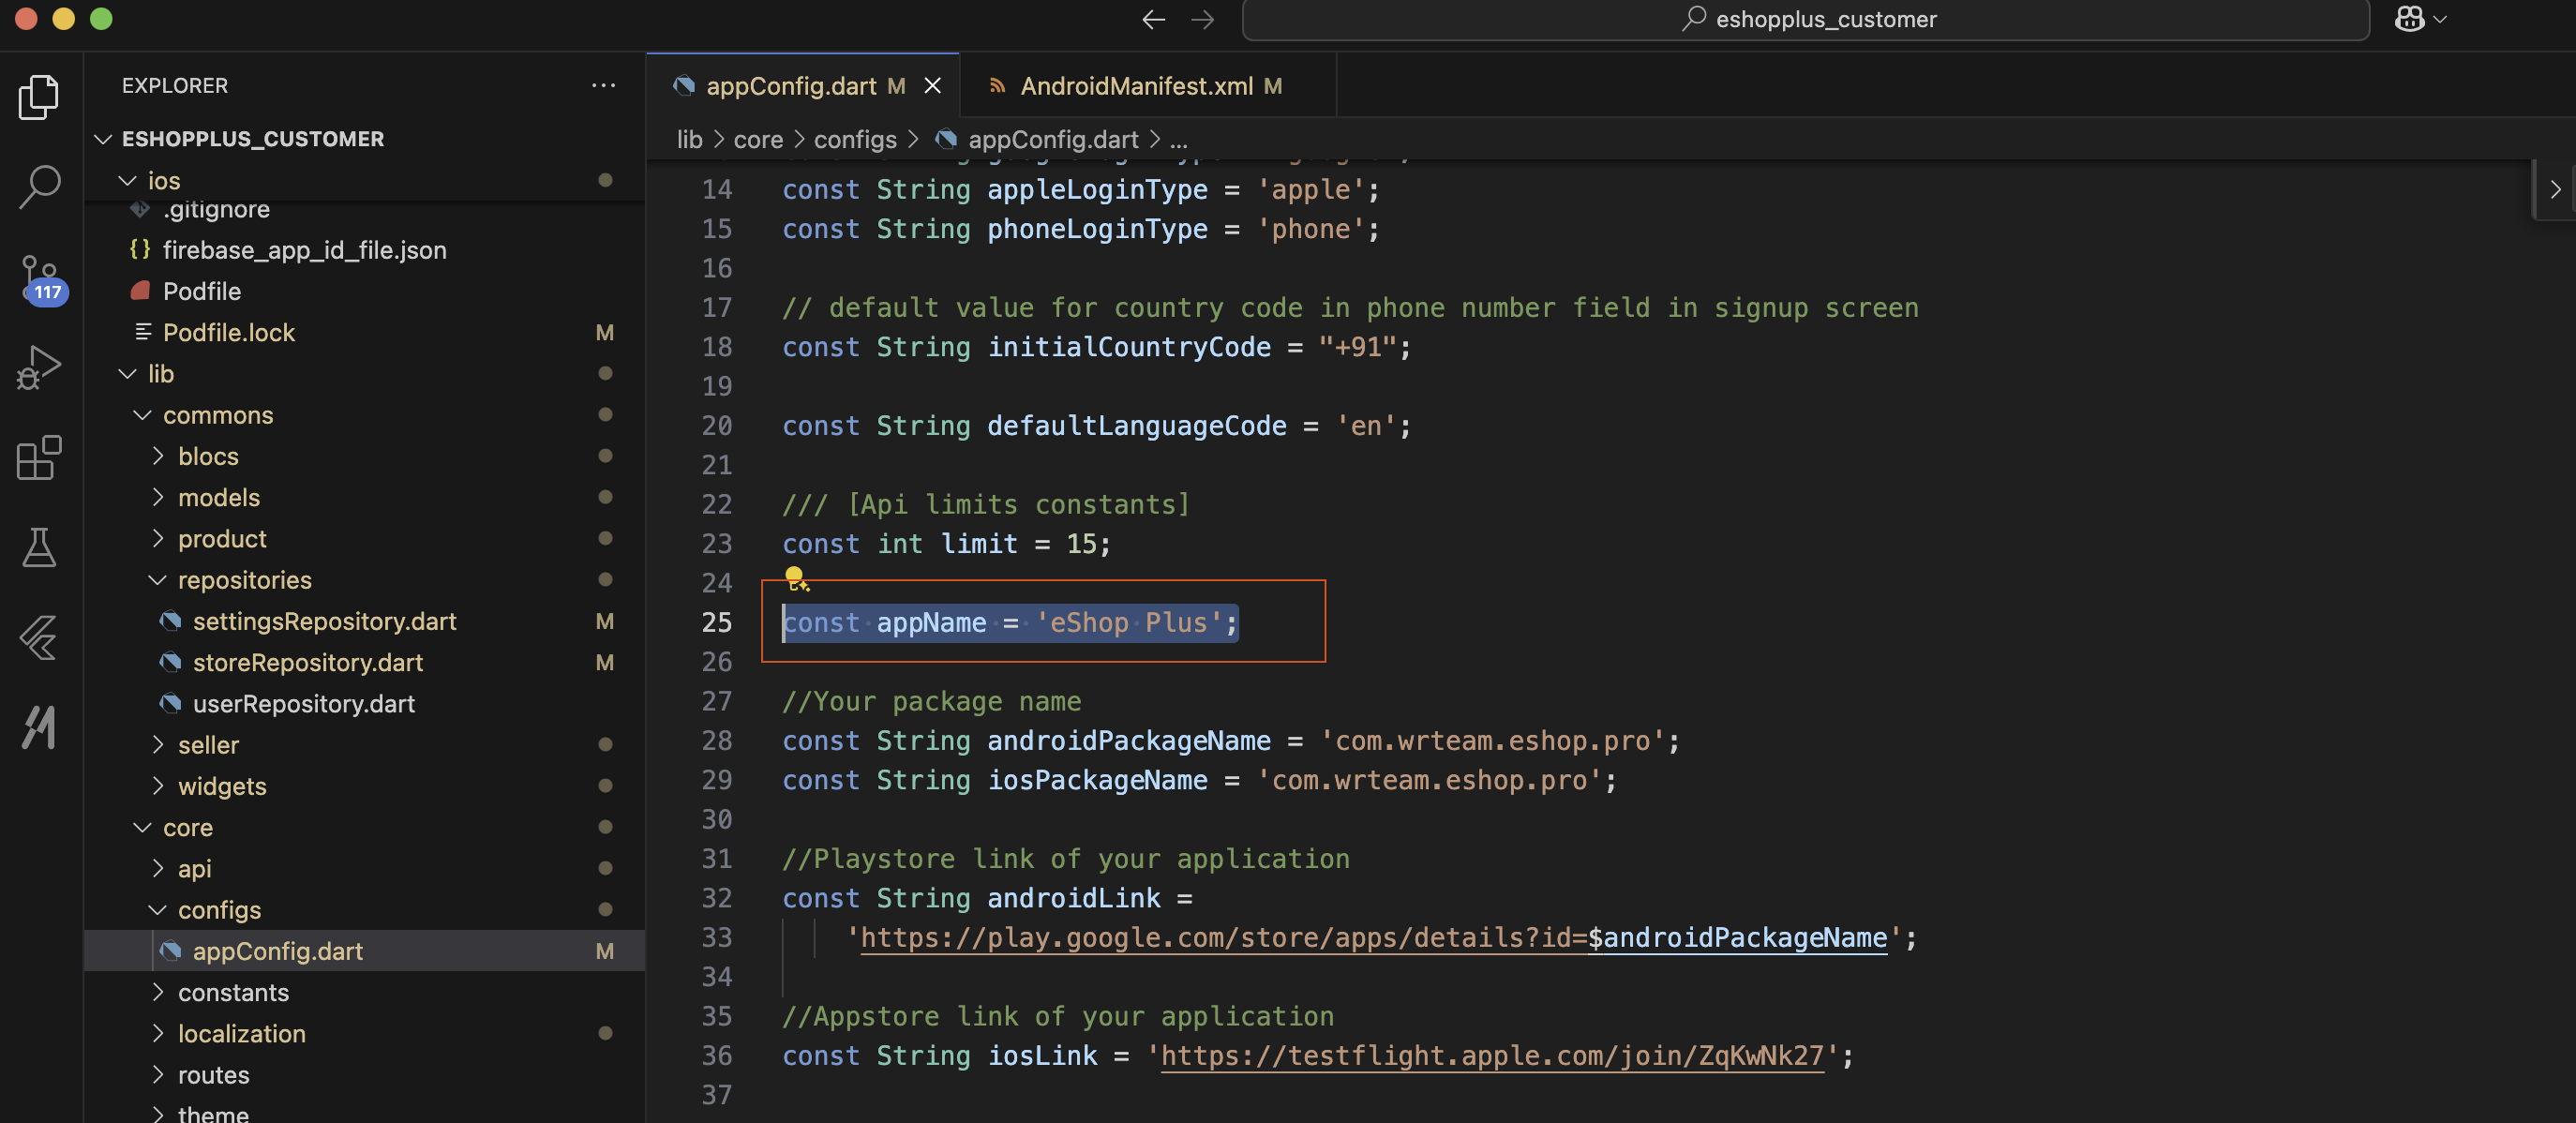 eshopplus_customer
EXPLORER
ESHOPPLUS_CUSTOMER
ios
.gitignore
firebase_app_id_file.json
Podfile
Podfile.lock M
lib
commons
blocs
models
product
repositories
settingsRepository.dart M
storeRepository.dart M
userRepository.dart
seller
widgets
core
api
configs
appConfig.dart M
constants
localization
routes
theme
117
appConfig.dart M
AndroidManifest.xml M
lib > core > configs > appConfig.dart > ...
14 const String appleLoginType = 'apple';
15 const String phoneLoginType = 'phone';
16
17 // default value for country code in phone number field in signup screen
18 const String initialCountryCode = "+91";
19
20 const String defaultLanguageCode = 'en';
21
22 /// [Api limits constants]
23 const int limit = 15;
24
25 const appName = 'eShop Plus';
26
27 //Your package name
28 const String androidPackageName = 'com.wrteam.eshop.pro';
29 const String iosPackageName = 'com.wrteam.eshop.pro';
30
31 //Playstore link of your application
32 const String androidLink =
33 'https://play.google.com/store/apps/details?id=$androidPackageName';
34
35 //Appstore link of your application
36 const String iosLink = 'https://testflight.apple.com/join/ZqKwNk27';
37